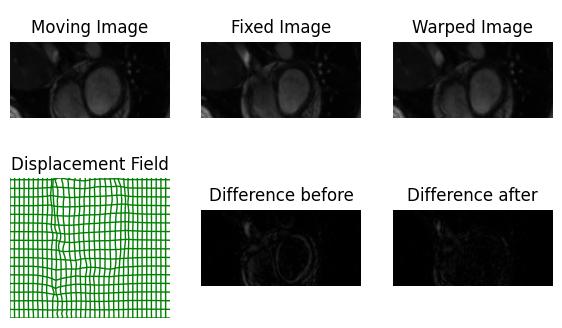 Moving Image
Fixed Image
Warped Image
Displacement Field
Difference before
Difference after